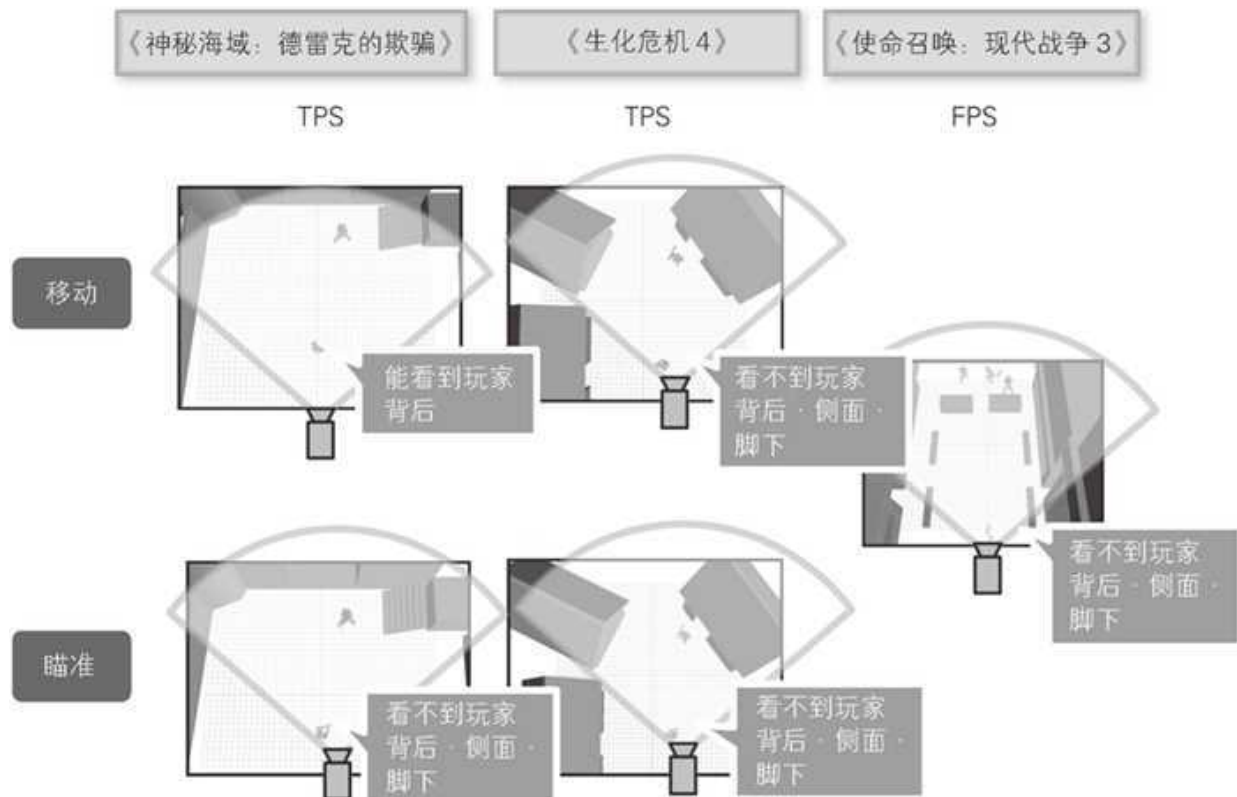 《神秘海域：德雷克的欺骗》
《生化危机 4》
《使命召唤：现代战争 3》
TPS
TPS
FPS
移动
能看到玩家
背后
看不到玩家
背后·侧面·
脚下
看不到玩家
背后·侧面·
脚下
瞄准
看不到玩家
背后·侧面·
脚下
看不到玩家
背后·侧面·
脚下